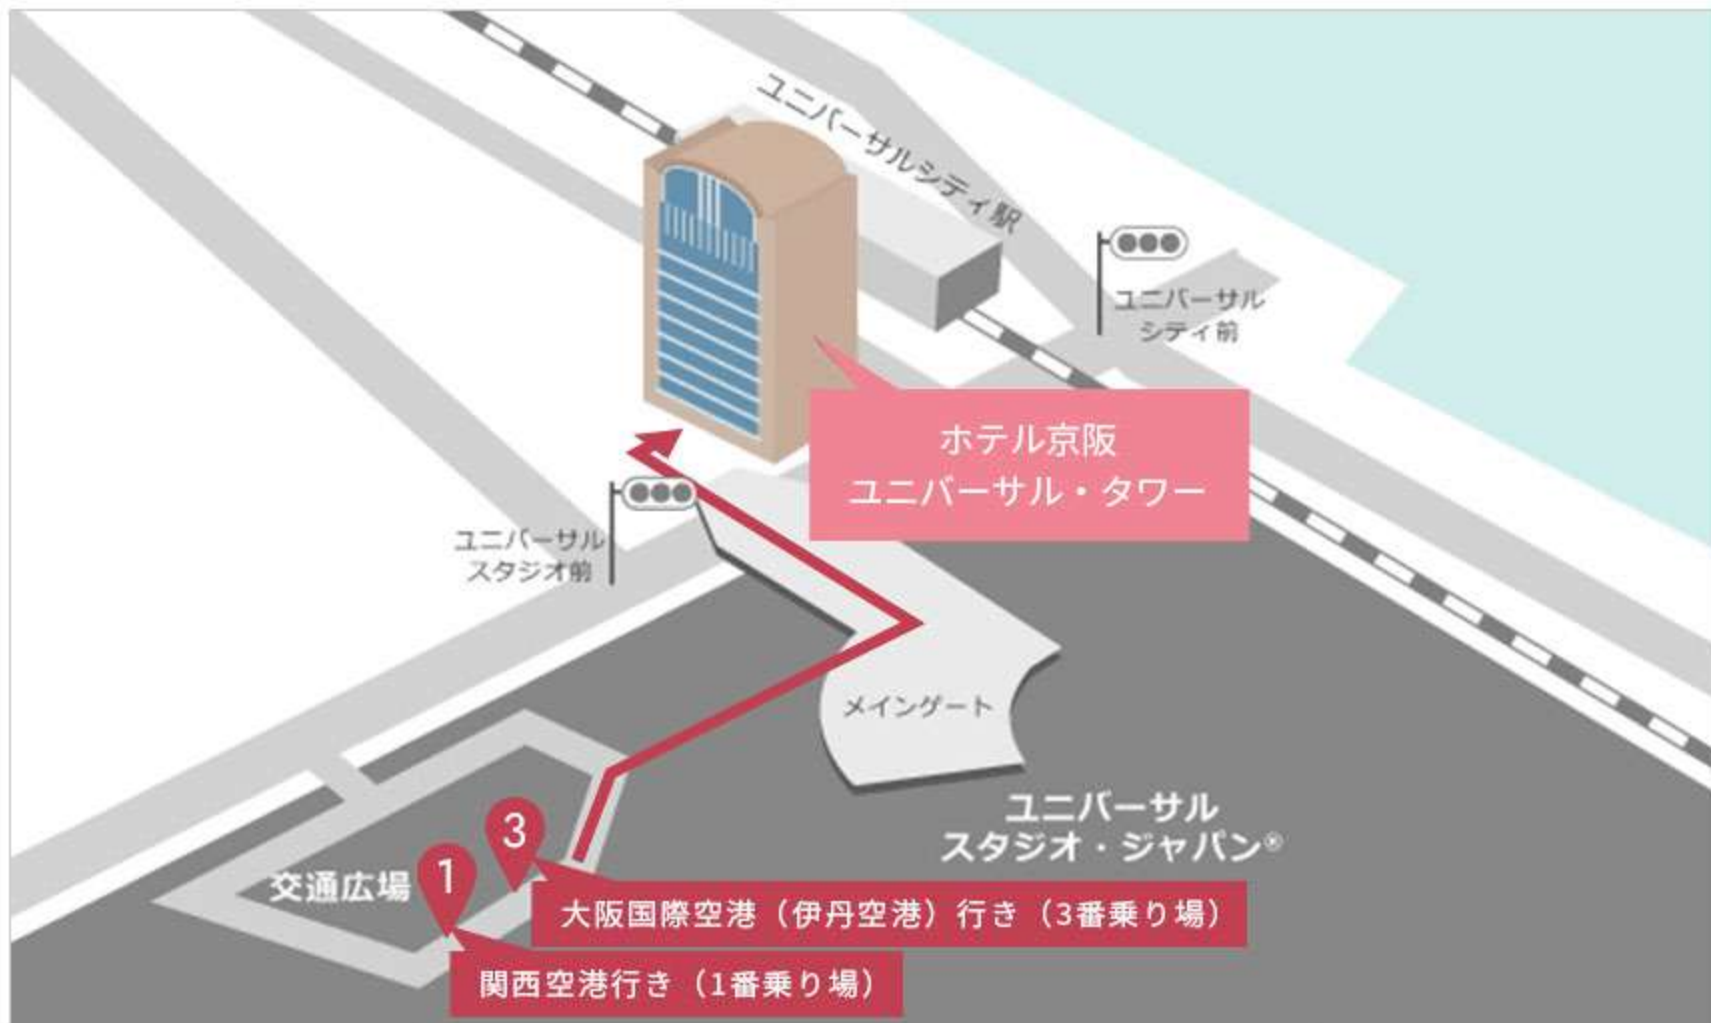 ユニバーサルシティ駅
ユニバーサル
シティ前
ホテル京阪
ユニバーサル・タワー
ユニバーサル
スタジオ前
メインゲート
ユニバーサル
スタジオ・ジャパン®
3
1
交通広場
大阪国際空港（伊丹空港）行き（3番乗り場）
関西空港行き（1番乗り場）